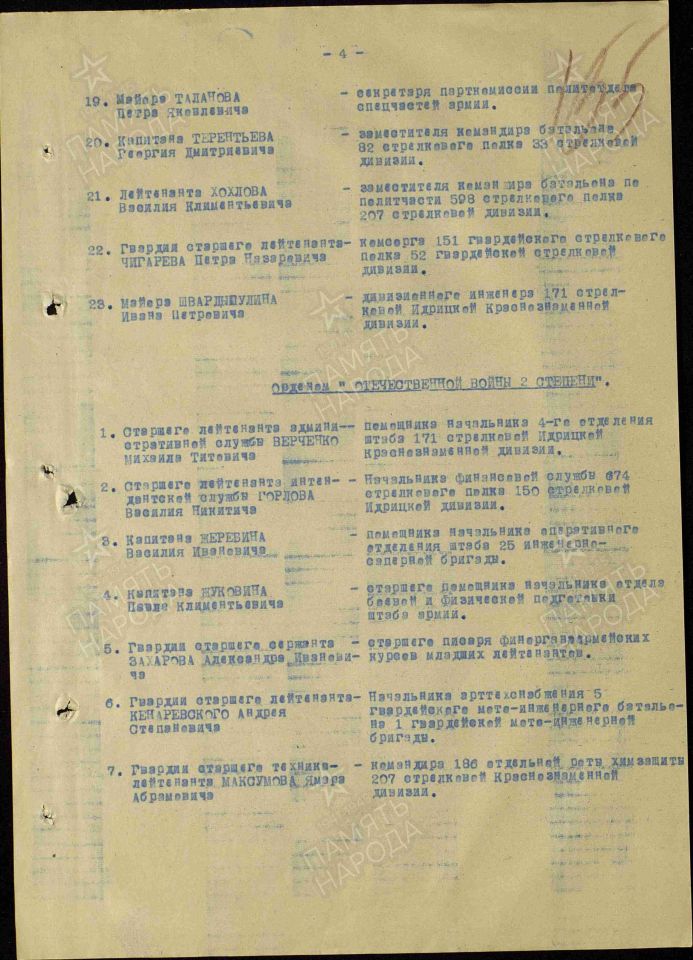 - 4 -
19. Майора ТАЛАНОВА - секретаря парткомиссии политотдела
Петра Яковлевича спецчастей армии.
20. Капитана ТЕРЕНТЬЕВА - заместителя командира батальона
Георгия Дмитриевича 82 стрелкового полка 33 стрелковой
дивизии.
21. Лейтенанта ХОХЛОВА - заместителя командира батальона по
Василия Климентьевича политчасти 598 стрелкового полка
207 стрелковой дивизии.
22. Гвардии старшего лейтенанта- комсорга 151 гвардейского стрелкового
ЧИГАРЕВА Петра Назаровича полка 52 гвардейской стрелковой
дивизии.
23. Майора ШВАРДЫГУЛИНА - дивизионного инженера 171 стрел-
Ивана Петровича ковой Идрицкой Краснознаменной
дивизии.
Орденом " ОТЕЧЕСТВЕННОЙ ВОЙНЫ 2 СТЕПЕНИ".
1. Старшего лейтенанта админи-- помощника начальника 4-го отделения
стративной службы ВЕРЧЕНКО штаба 171 стрелковой Идрицкой
Михаила Титовича Краснознаменной дивизии.
2. Старшего лейтенанта интен- - Начальника финансовой службы 674
дантской службы ГОРЛОВА стрелкового полка 150 стрелковой
Василия Никитича Идрицкой дивизии.
3. Капитана ЖЕРЕБИНА - помощника начальника оперативного
Василия Ивановича отделения штаба 25 инженерно-
саперной бригады.
4. Капитана ЖУКОВИНА - старшего помощника начальника отдела
Павла Климентьевича боевой и физической подготовки
штаба армии.
5. Гвардии старшего сержанта - старшего писаря финоргана армейских
ЗАХАРОВА Александра Иванови- курсов младших лейтенантов.
ча
6. Гвардии старшего лейтенанта- Начальника арттехснабжения 5
КЕНАРЕВСКОГО Андрея гвардейского мото-инженерного батальо-
Степановича на 1 гвардейской мото-инженерной
бригады.
7. Гвардии старшего техника- - командира 186 отдельной роты химзащиты
лейтенанта МАКСУМОВА Ямэра 207 стрелковой Краснознаменной
Абрамовича дивизии.
ПАМЯТЬ
НАРОДА